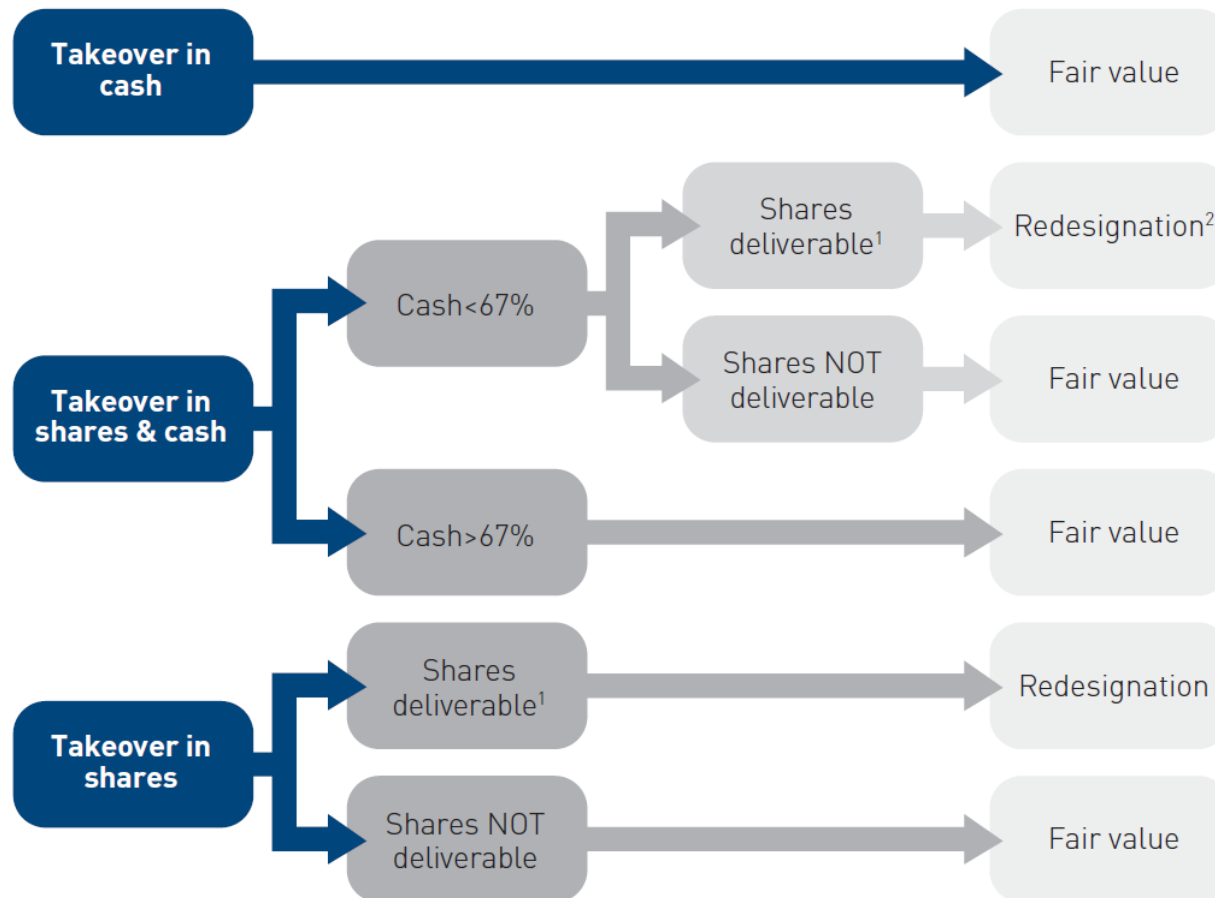 Takeover in
cash
Fair value
Shares
deliverable¹
Redesignation²
Cash<67%
Shares NOT
deliverable
Fair value
Takeover in
shares & cash
Cash>67%
Fair value
Shares
deliverable¹
Redesignation
Takeover in
shares
Shares NOT
deliverable
Fair value